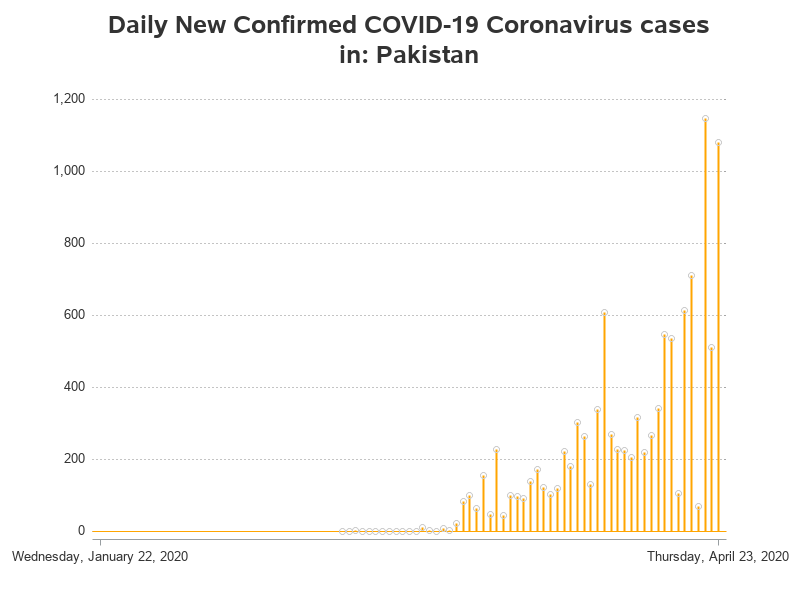 Daily New Confirmed COVID-19 Coronavirus cases
in: Pakistan
1,200
1,000
800
600
400
200
0
Wednesday, January 22, 2020
Thursday, April 23, 2020